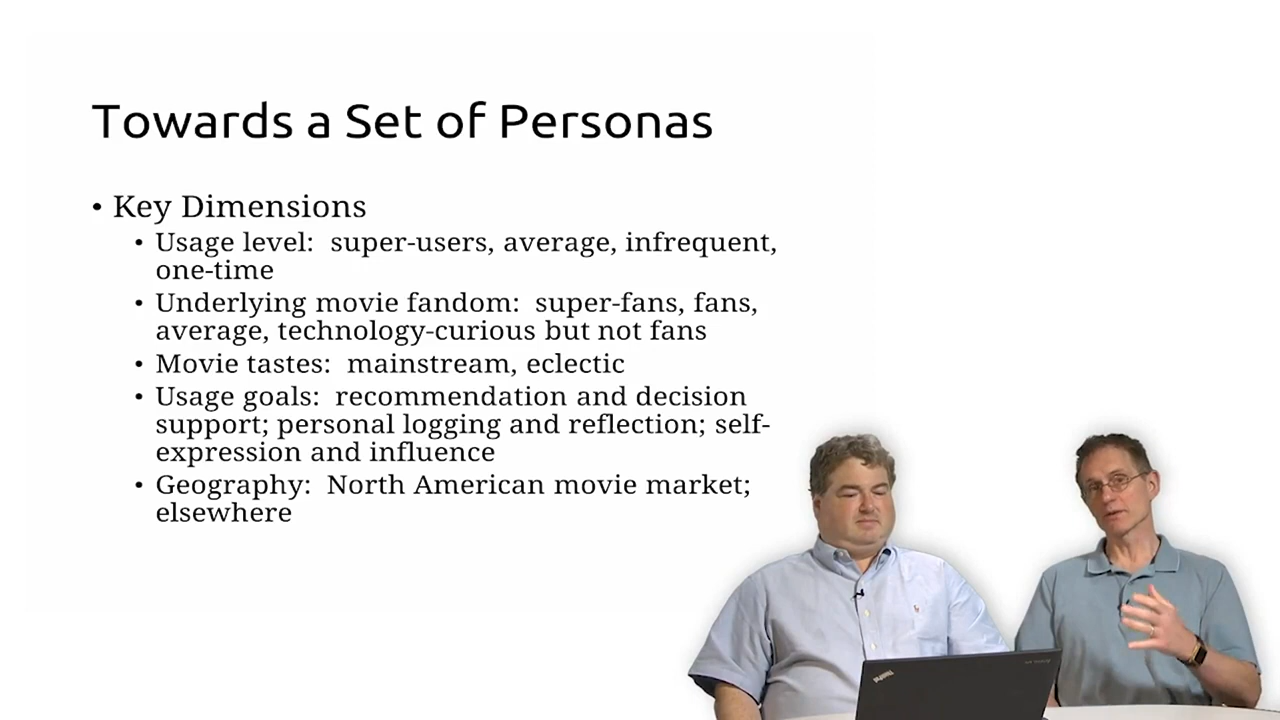 Towards a Set of Personas
• Key Dimensions
• Usage level:  super-users, average, infrequent,
one-time
• Underlying movie fandom:  super-fans, fans,
average, technology-curious but not fans
• Movie tastes:  mainstream, eclectic
• Usage goals:  recommendation and decision
support; personal logging and reflection; self-
expression and influence
• Geography:  North American movie market;
elsewhere
ThinkPad